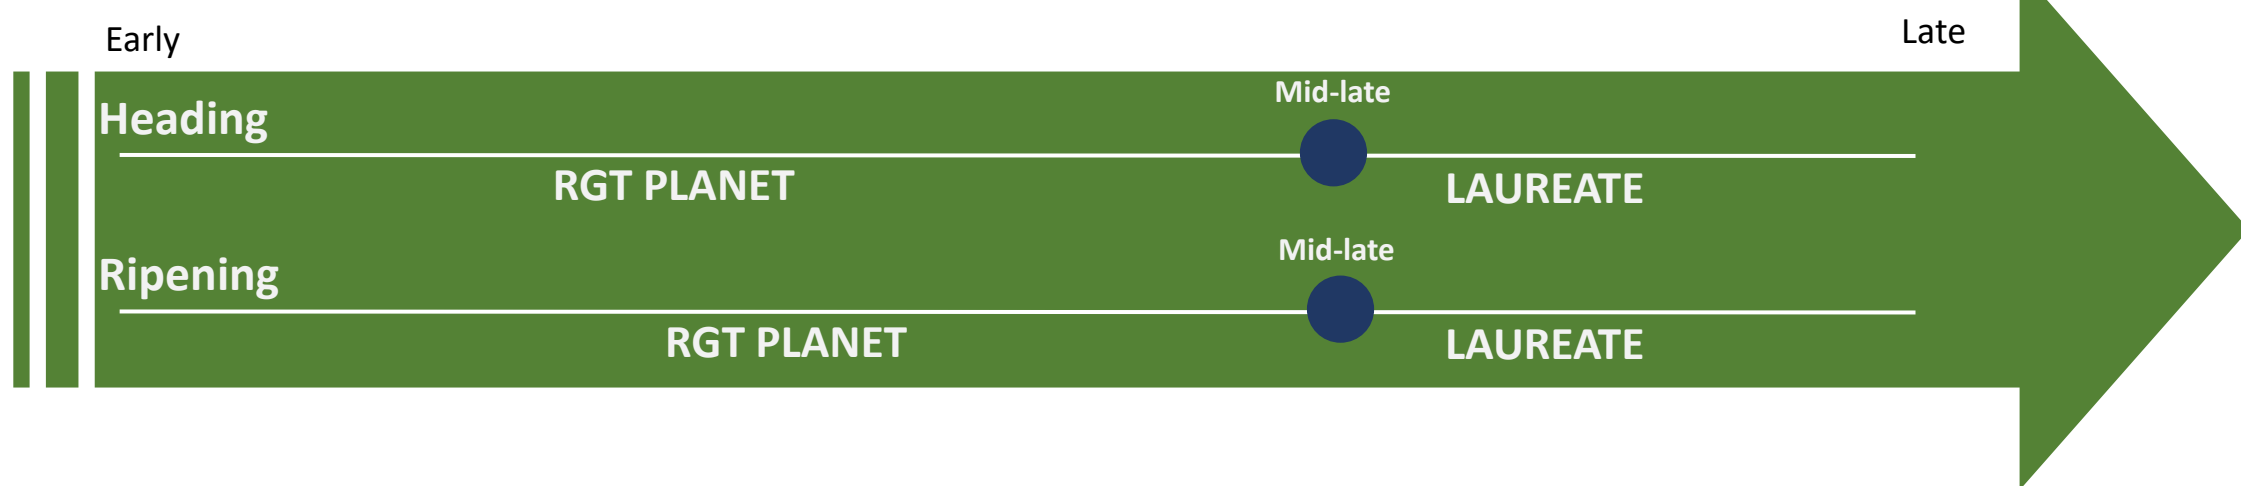 Early
Late
Mid-late
Heading
RGT PLANET
LAUREATE
Mid-late
Ripening
RGT PLANET
LAUREATE